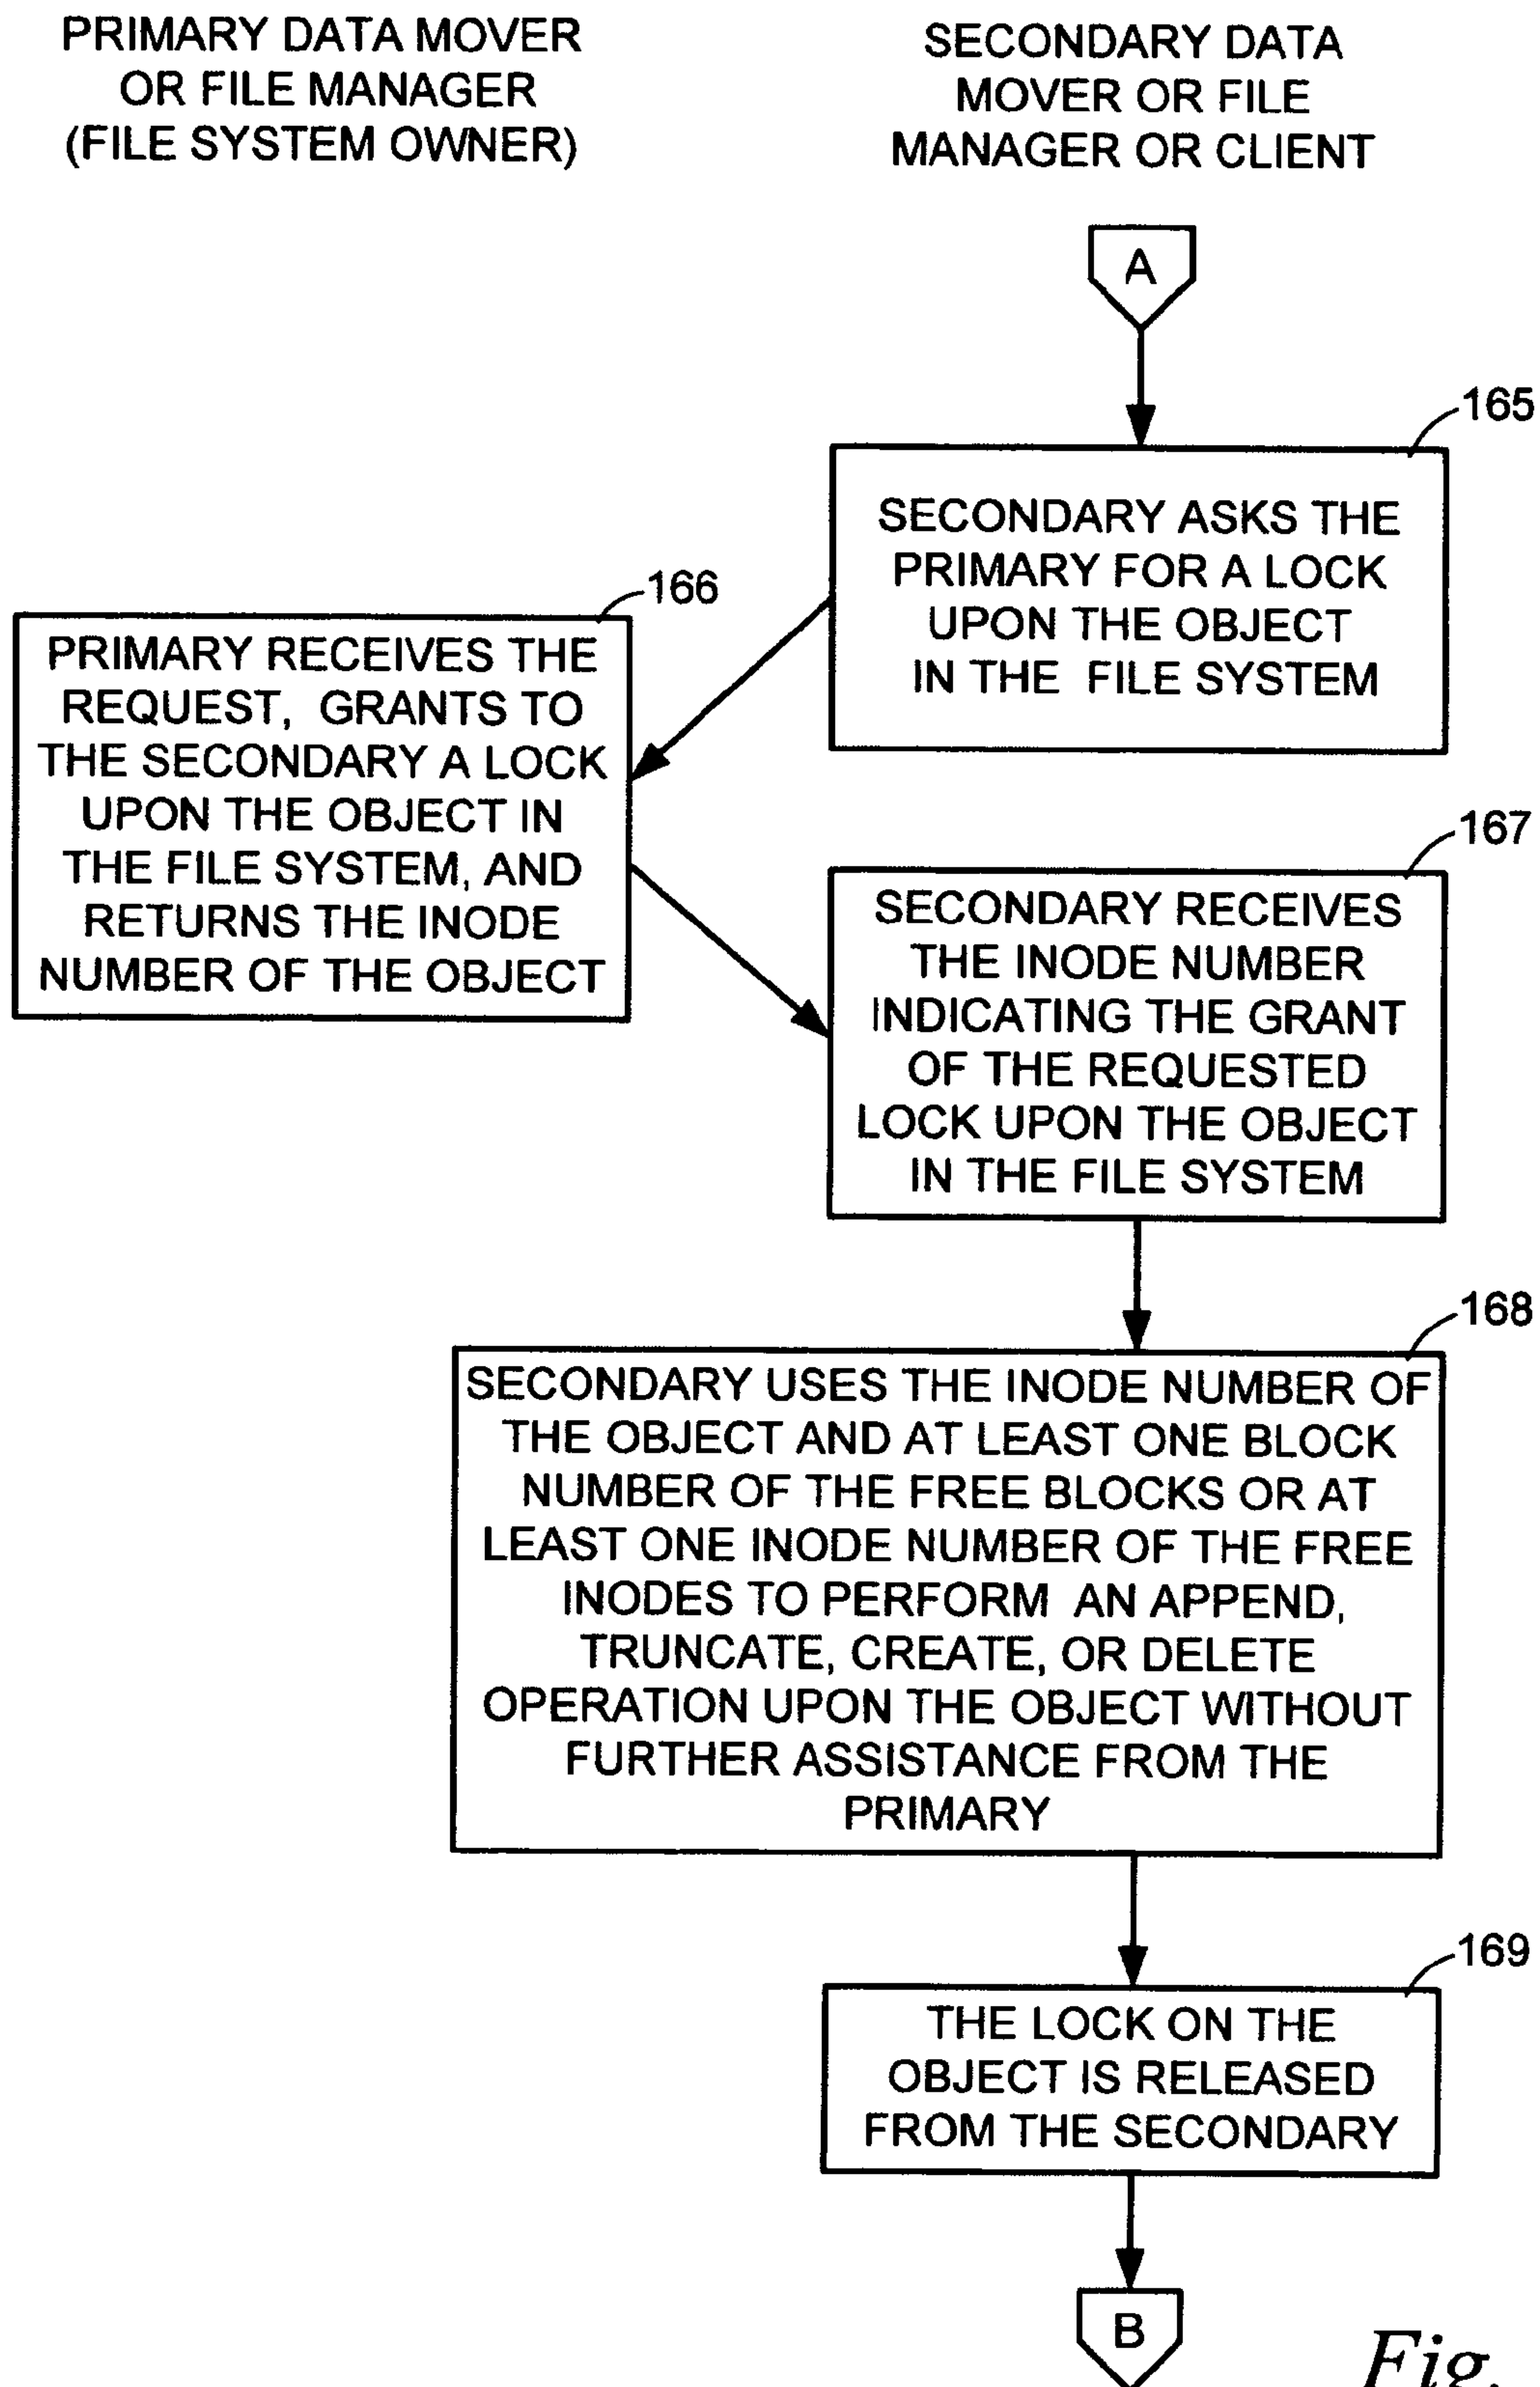 PRIMARY DATA MOVER
OR FILE MANAGER
(FILE SYSTEM OWNER)
SECONDARY DATA
MOVER OR FILE
MANAGER OR CLIENT
A
165
SECONDARY ASKS THE
PRIMARY FOR A LOCK
UPON THE OBJECT
IN THE FILE SYSTEM
166
PRIMARY RECEIVES THE
REQUEST, GRANTS TO
THE SECONDARY A LOCK
UPON THE OBJECT IN
THE FILE SYSTEM, AND
RETURNS THE INODE
NUMBER OF THE OBJECT
167
SECONDARY RECEIVES
THE INODE NUMBER
INDICATING THE GRANT
OF THE REQUESTED
LOCK UPON THE OBJECT
IN THE FILE SYSTEM
168
SECONDARY USES THE INODE NUMBER OF
THE OBJECT AND AT LEAST ONE BLOCK
NUMBER OF THE FREE BLOCKS OR AT
LEAST ONE INODE NUMBER OF THE FREE
INODES TO PERFORM AN APPEND,
TRUNCATE, CREATE, OR DELETE
OPERATION UPON THE OBJECT WITHOUT
FURTHER ASSISTANCE FROM THE
PRIMARY
169
THE LOCK ON THE
OBJECT IS RELEASED
FROM THE SECONDARY
B
Fig.